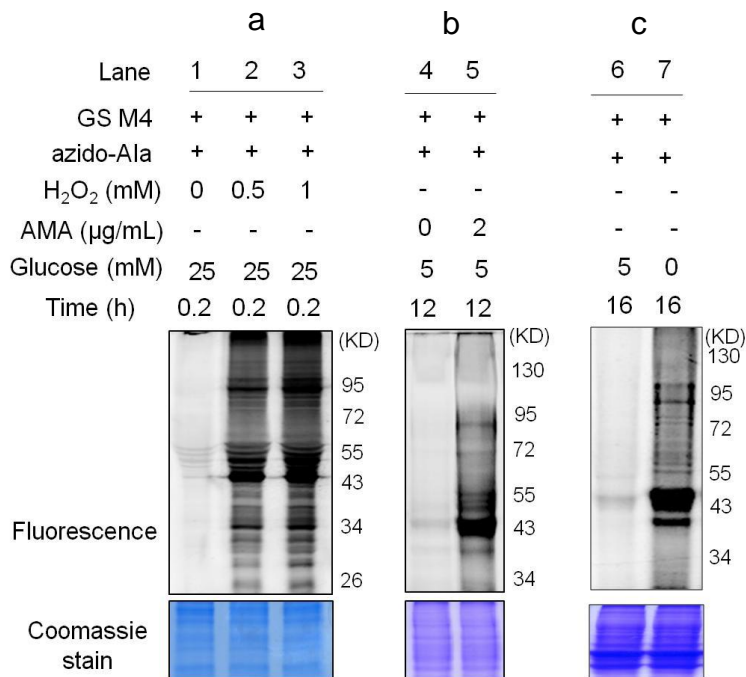 a b c
Lane 1 2 3 4 5 6 7
GS M4 + + + + + + +
azido-Ala + + + + + + +
H₂O₂ (mM) 0 0.5 1 - - - -
AMA (µg/mL) - - - 0 2 - -
Glucose (mM) 25 25 25 5 5 5 0
Time (h) 0.2 0.2 0.2 12 12 16 16
(KD) (KD) (KD)
130
130
95 95
95
72 72
72
55 55
55
43 43
43
34 34
34
26
Fluorescence
Coomassie
stain